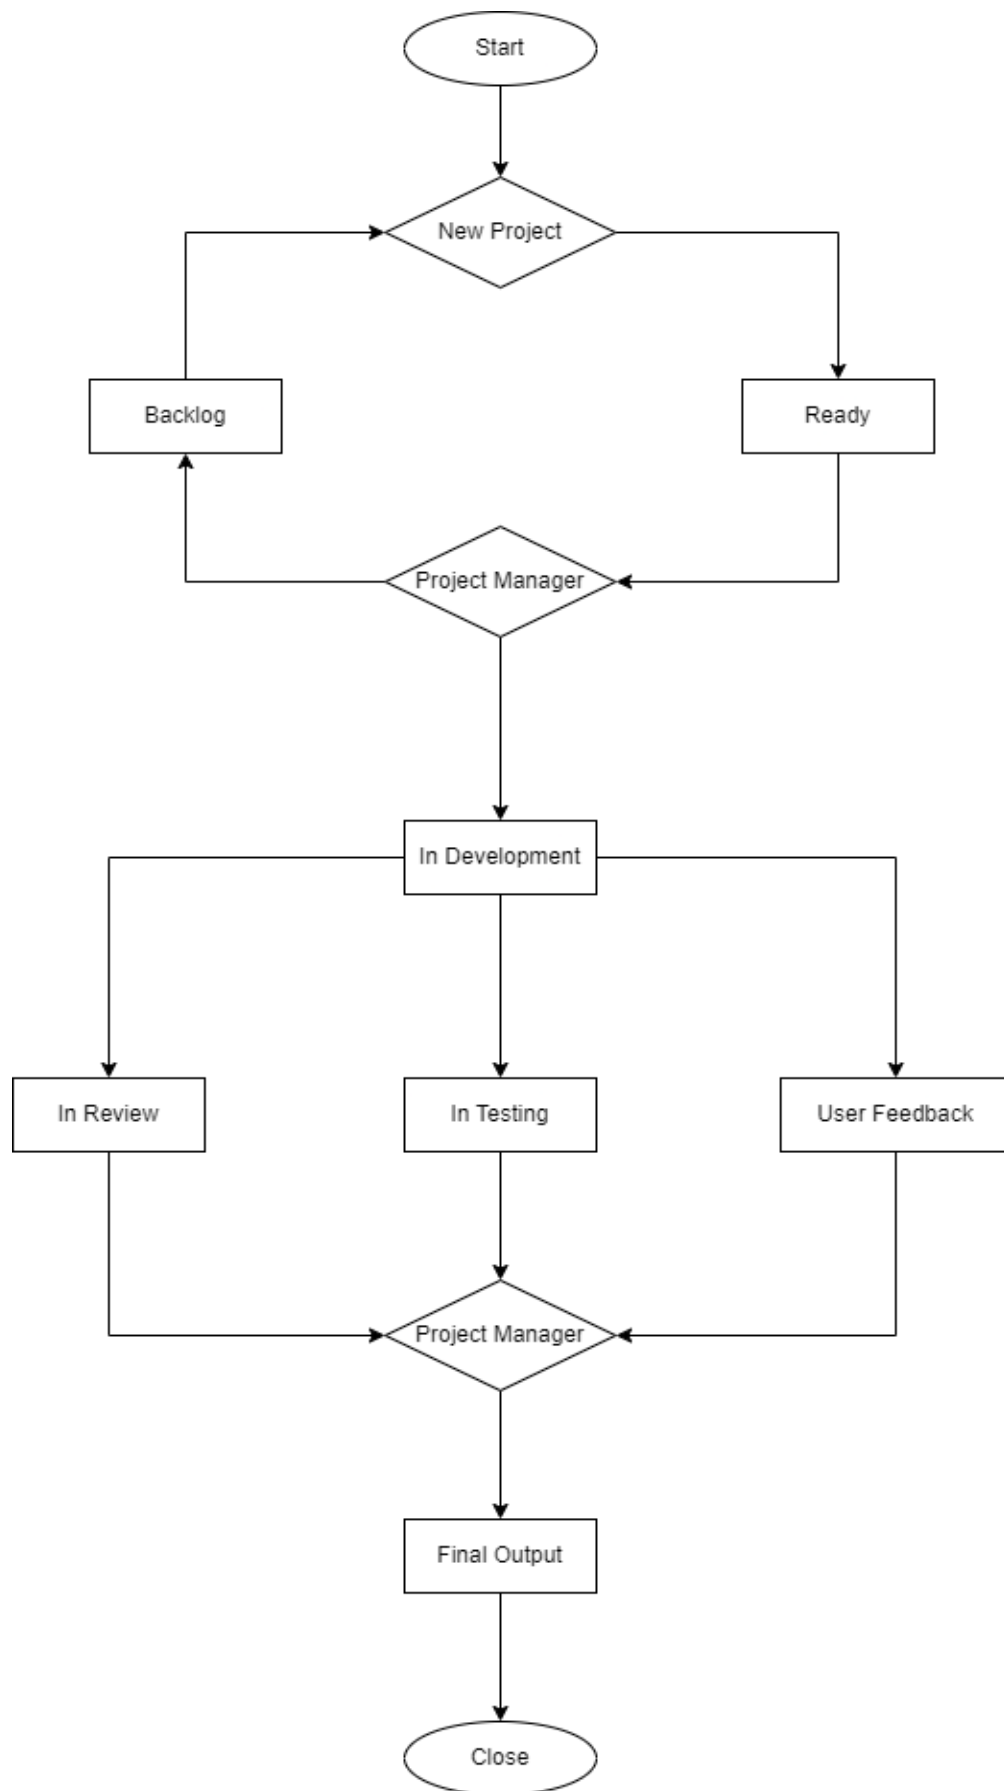 Start
New Project
Backlog
Ready
Project Manager
In Development
In Review
In Testing
User Feedback
Project Manager
Final Output
Close